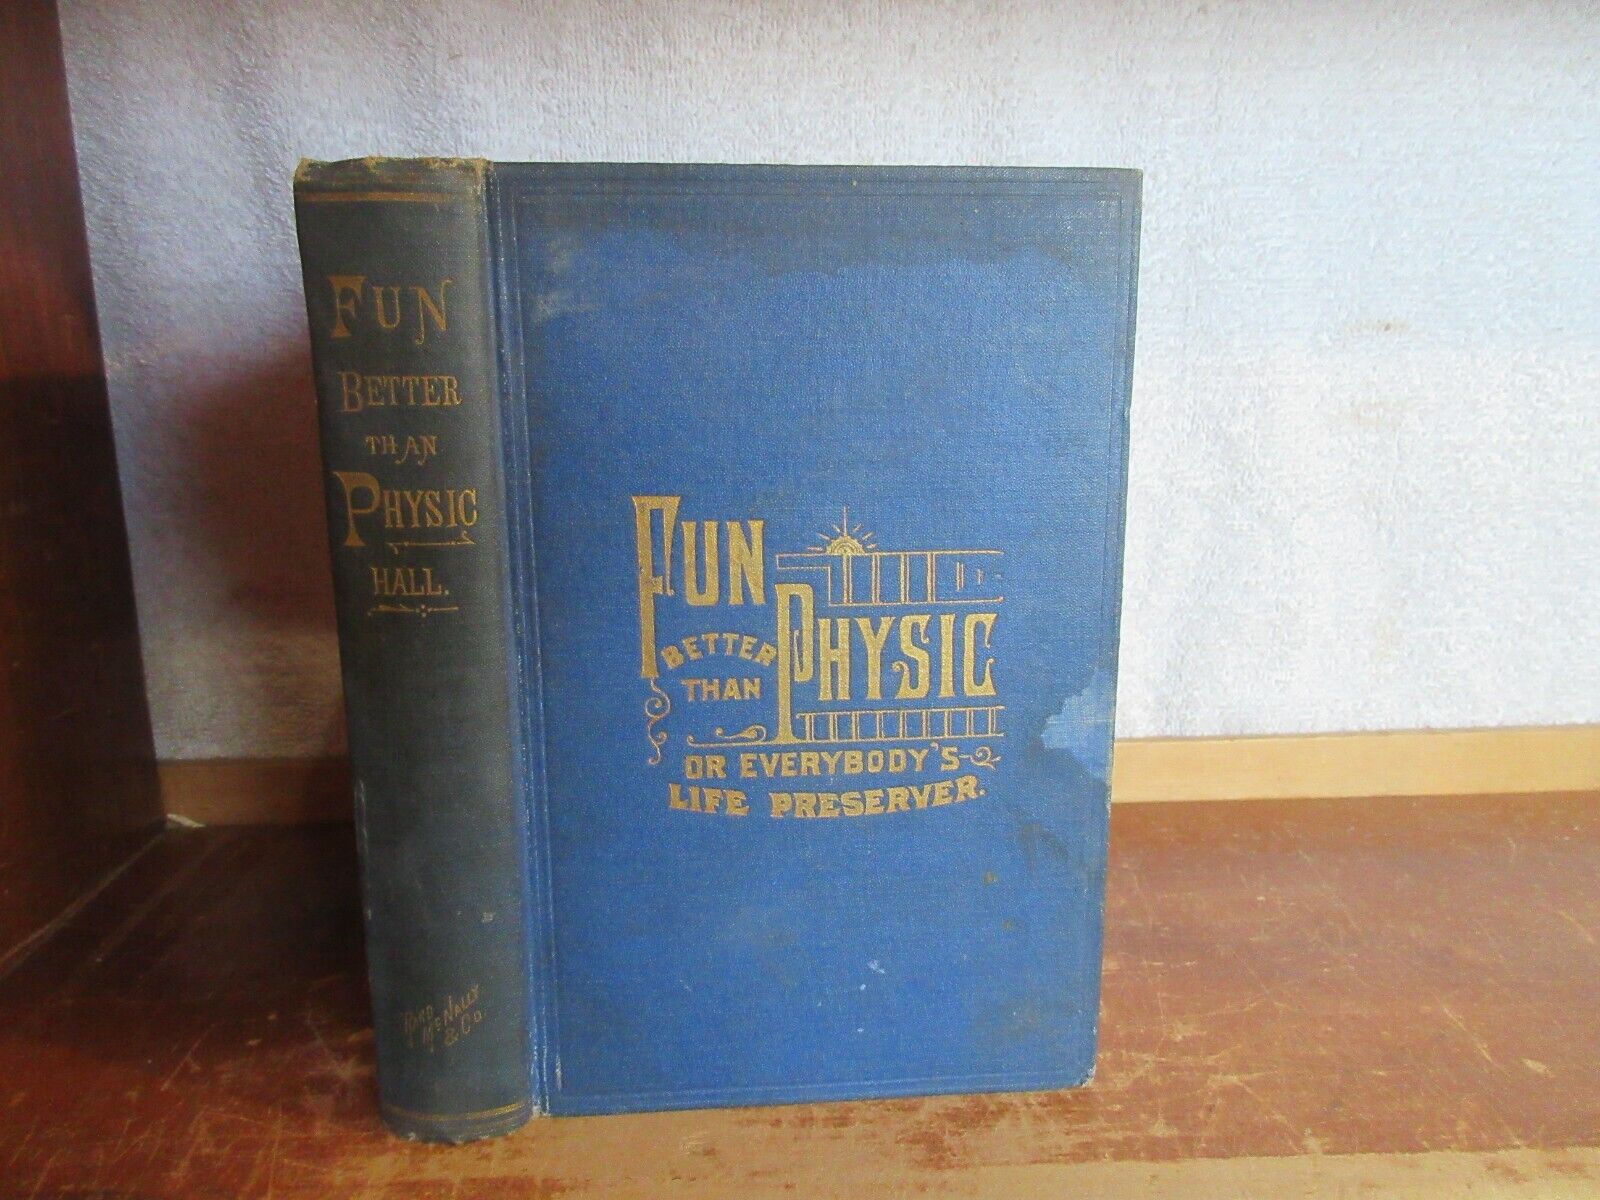 FUN
BETTER
THAN
PHYSIC
HALL.
RAND
MCNALLY
& CO.
FUN
BETTER
THAN
PHYSIC
OR EVERYBODY'S
LIFE PRESERVER.